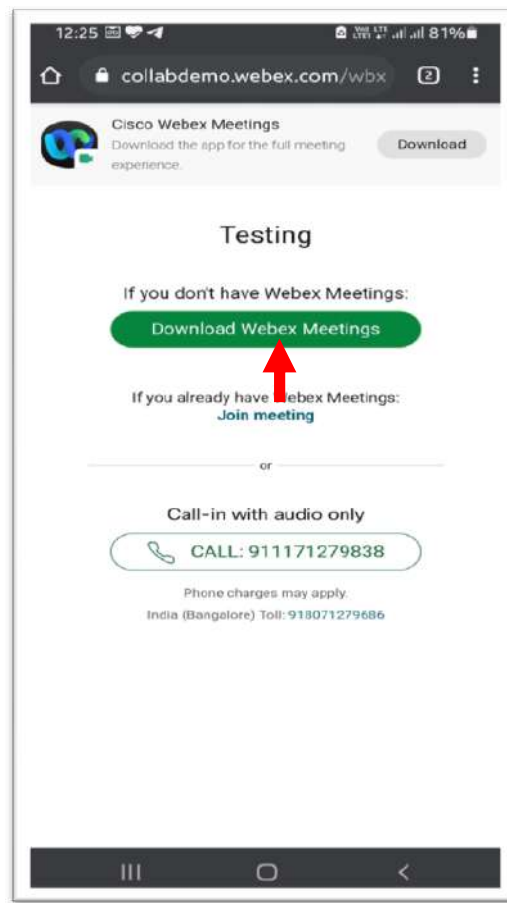 12:25
81%
collabdemo.webex.com/wbx
2
Cisco Webex Meetings
Download the app for the full meeting
experience.
Download
Testing
If you don't have Webex Meetings:
Download Webex Meetings
If you already have Webex Meetings:
Join meeting
or
Call-in with audio only
CALL: 911171279838
Phone charges may apply.
India (Bangalore) Toll: 918071279686